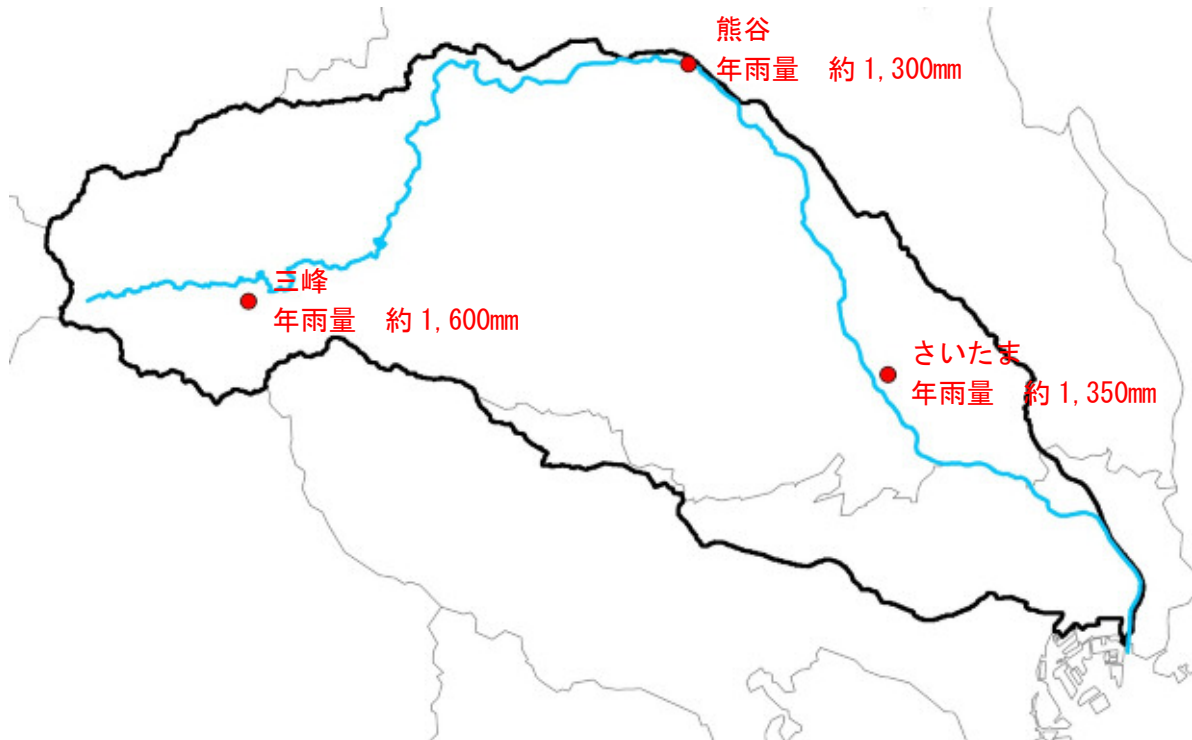 熊谷
年雨量　約1,300mm
三峰
年雨量　約1,600mm
さいたま
年雨量　約1,350mm